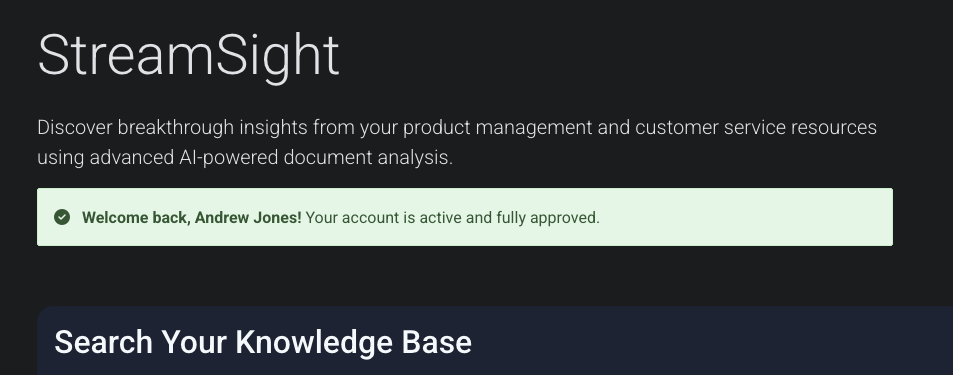 StreamSight
Discover breakthrough insights from your product management and customer service resources
using advanced AI-powered document analysis.
Welcome back, Andrew Jones! Your account is active and fully approved.
Search Your Knowledge Base